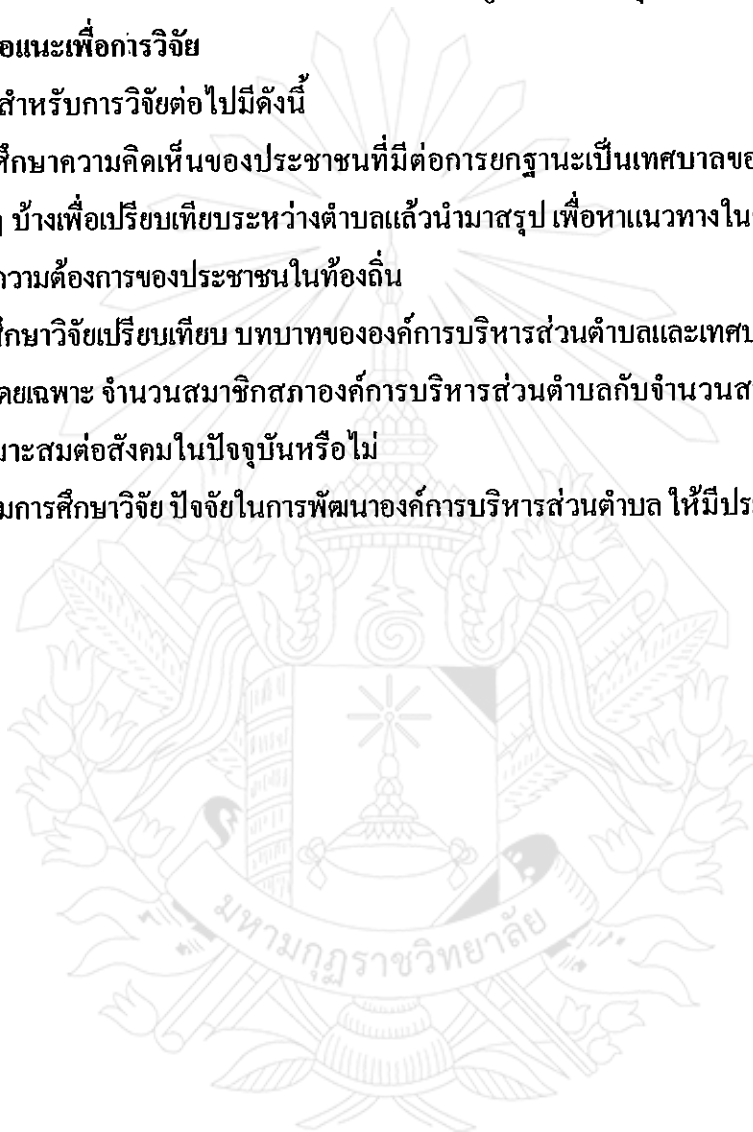 อแนะเพื่อการวิจัย
สำหรับการวิจัยต่อไปมีดังนี้
ศึกษาความคิดเห็นของประชาชนที่มีต่อการยกฐานะเป็นเทศบาลขอ
ๆ บ้างเพื่อเปรียบเทียบระหว่างตำบลแล้วนำมาสรุป เพื่อหาแนวทางใน
ความต้องการของประชาชนในท้องถิ่น
ศึกษาวิจัยเปรียบเทียบ บทบาทขององค์การบริหารส่วนตำบลและเทศบ
ดยเฉพาะ จำนวนสมาชิกสภาองค์การบริหารส่วนตำบลกับจำนวนส
มาะสมต่อสังคมในปัจจุบันหรือไม่
มการศึกษาวิจัย ปัจจัยในการพัฒนาองค์การบริหารส่วนตำบล ให้มีประ
มหามกุฏราชวิทยาลัย